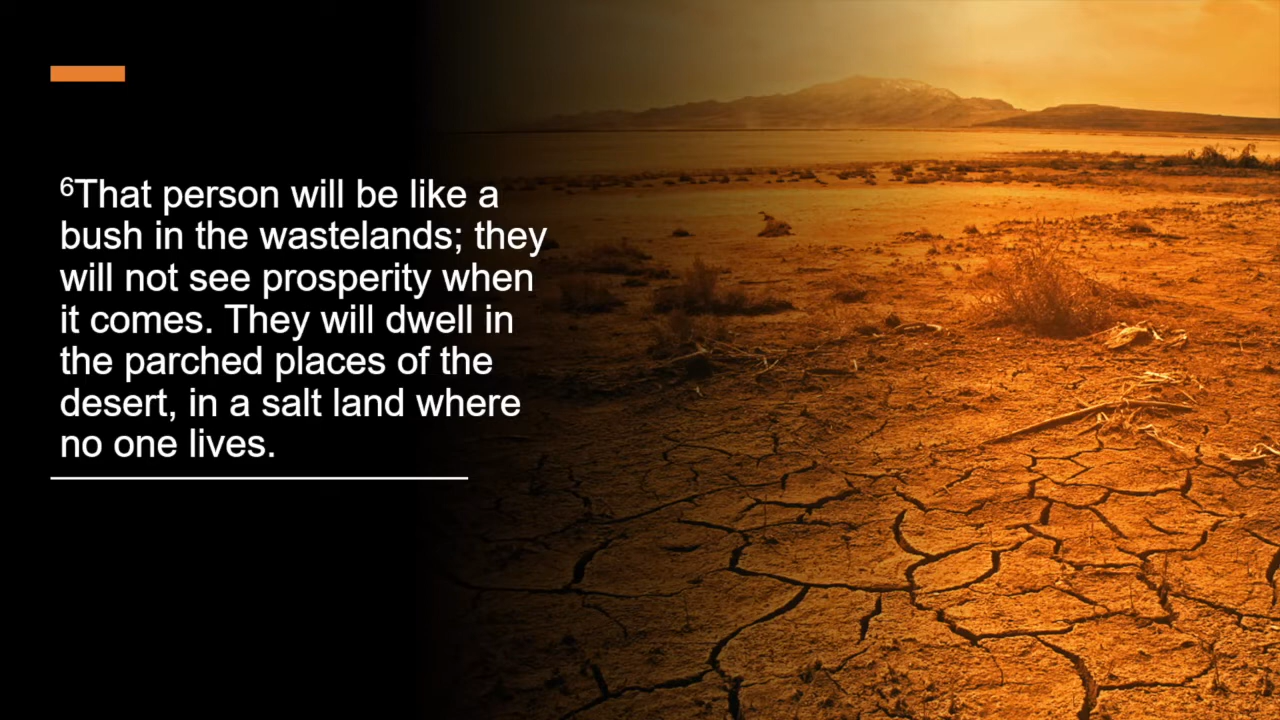 ⁶That person will be like a
bush in the wastelands; they
will not see prosperity when
it comes. They will dwell in
the parched places of the
desert, in a salt land where
no one lives.